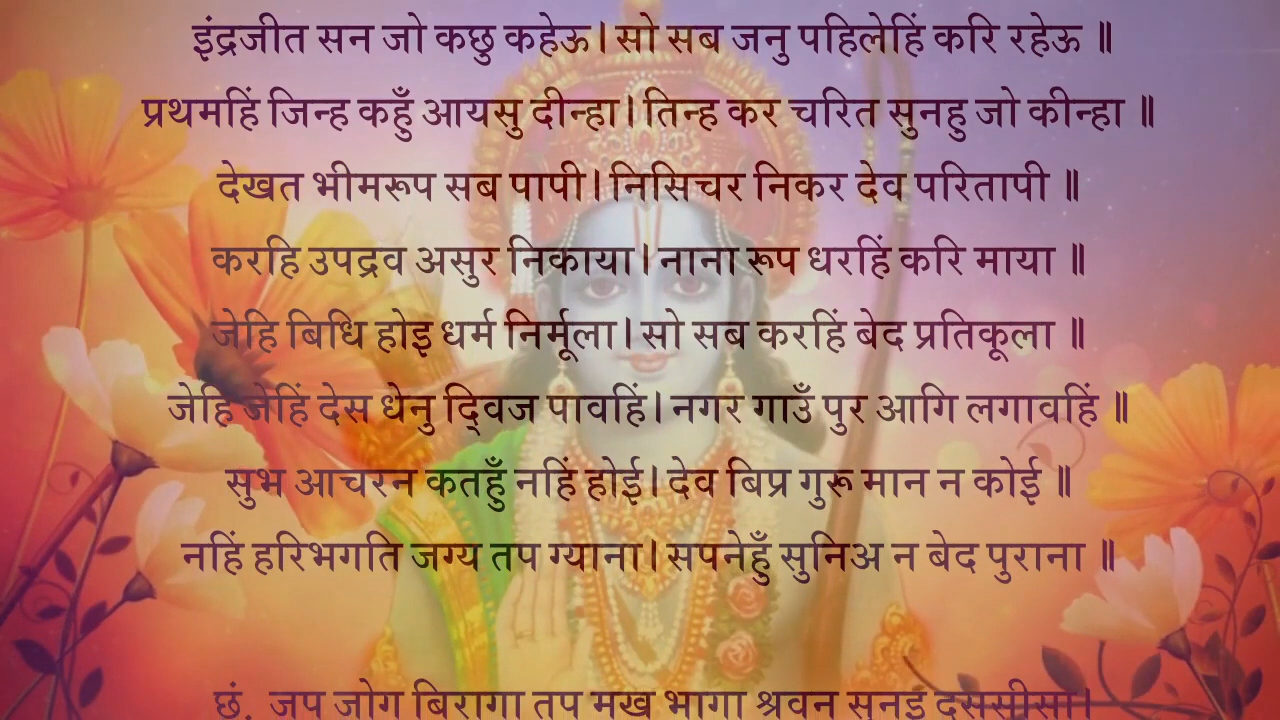 इंद्रजीत सन जो कछु कहेऊ। सो सब जनु पहिलेहिं करि रहेऊ ॥
प्रथमहिं जिन्ह कहुँ आयसु दीन्हा। तिन्ह कर चरित सुनहु जो कीन्हा ॥
देखत भीमरूप सब पापी। निसिचर निकर देव परितापी ॥
करहि उपद्रव असुर निकाया। नाना रूप धरहिं करि माया ॥
जेहि बिधि होइ धर्म निर्मूला। सो सब करहिं बेद प्रतिकूला ॥
जेहि जेहिं देस धेनु द्विज पावहिं। नगर गाउँ पुर आगि लगावहिं ॥
सुभ आचरन कतहुँ नहिं होई। देव बिप्र गुरू मान न कोई ॥
नहिं हरिभगति जग्य तप ग्याना। सपनेहुँ सुनिअ न बेद पुराना ॥
छं. जप जोग बिरागा तप मख भागा श्रवन सुनइ दससीसा।